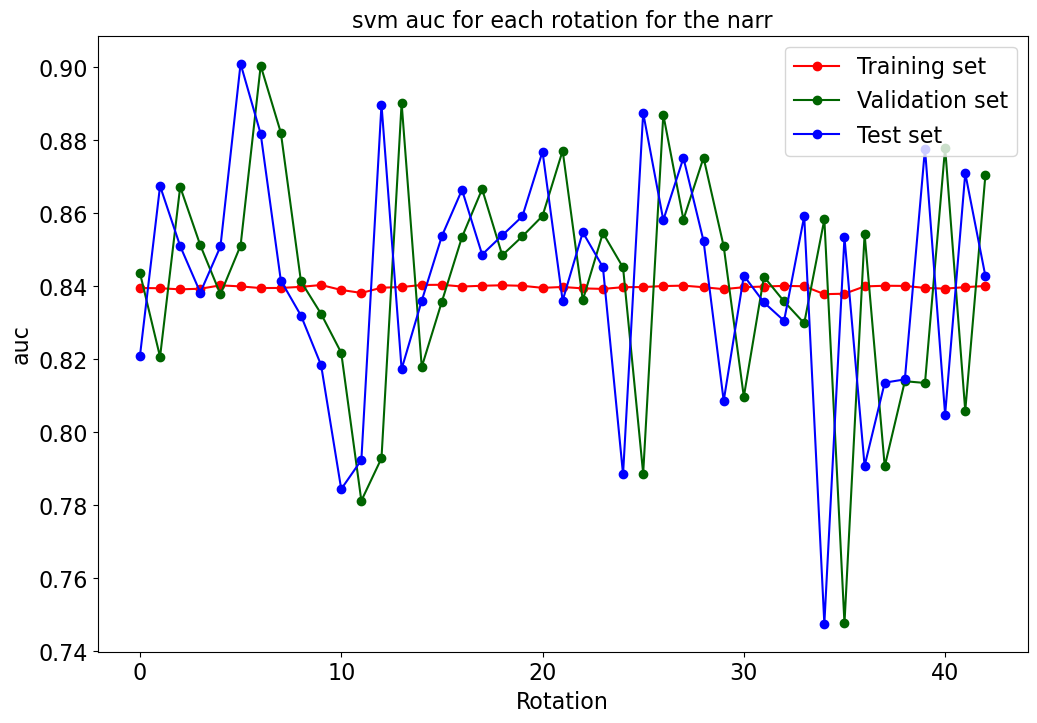 svm auc for each rotation for the narr
Training set
Validation set
Test set
0.90
0.88
0.86
0.84
0.82
0.80
0.78
0.76
0.74
auc
0
10
20
30
40
Rotation